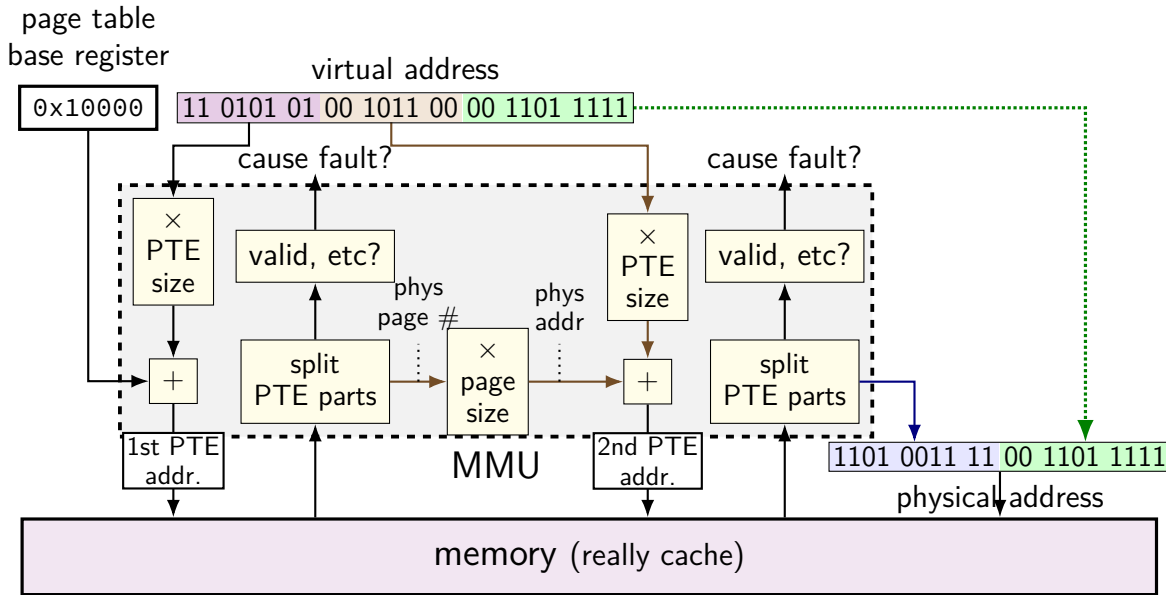 page table
base register
0x10000
virtual address
11 0101 01 00 1011 00 00 1101 1111
cause fault?
cause fault?
×
PTE
size
valid, etc?
phys
page #
phys
addr
×
PTE
size
valid, etc?
+
split
PTE parts
×
page
size
+
split
PTE parts
1st PTE
addr.
MMU
2nd PTE
addr.
1101 0011 11 00 1101 1111
physical address
memory (really cache)